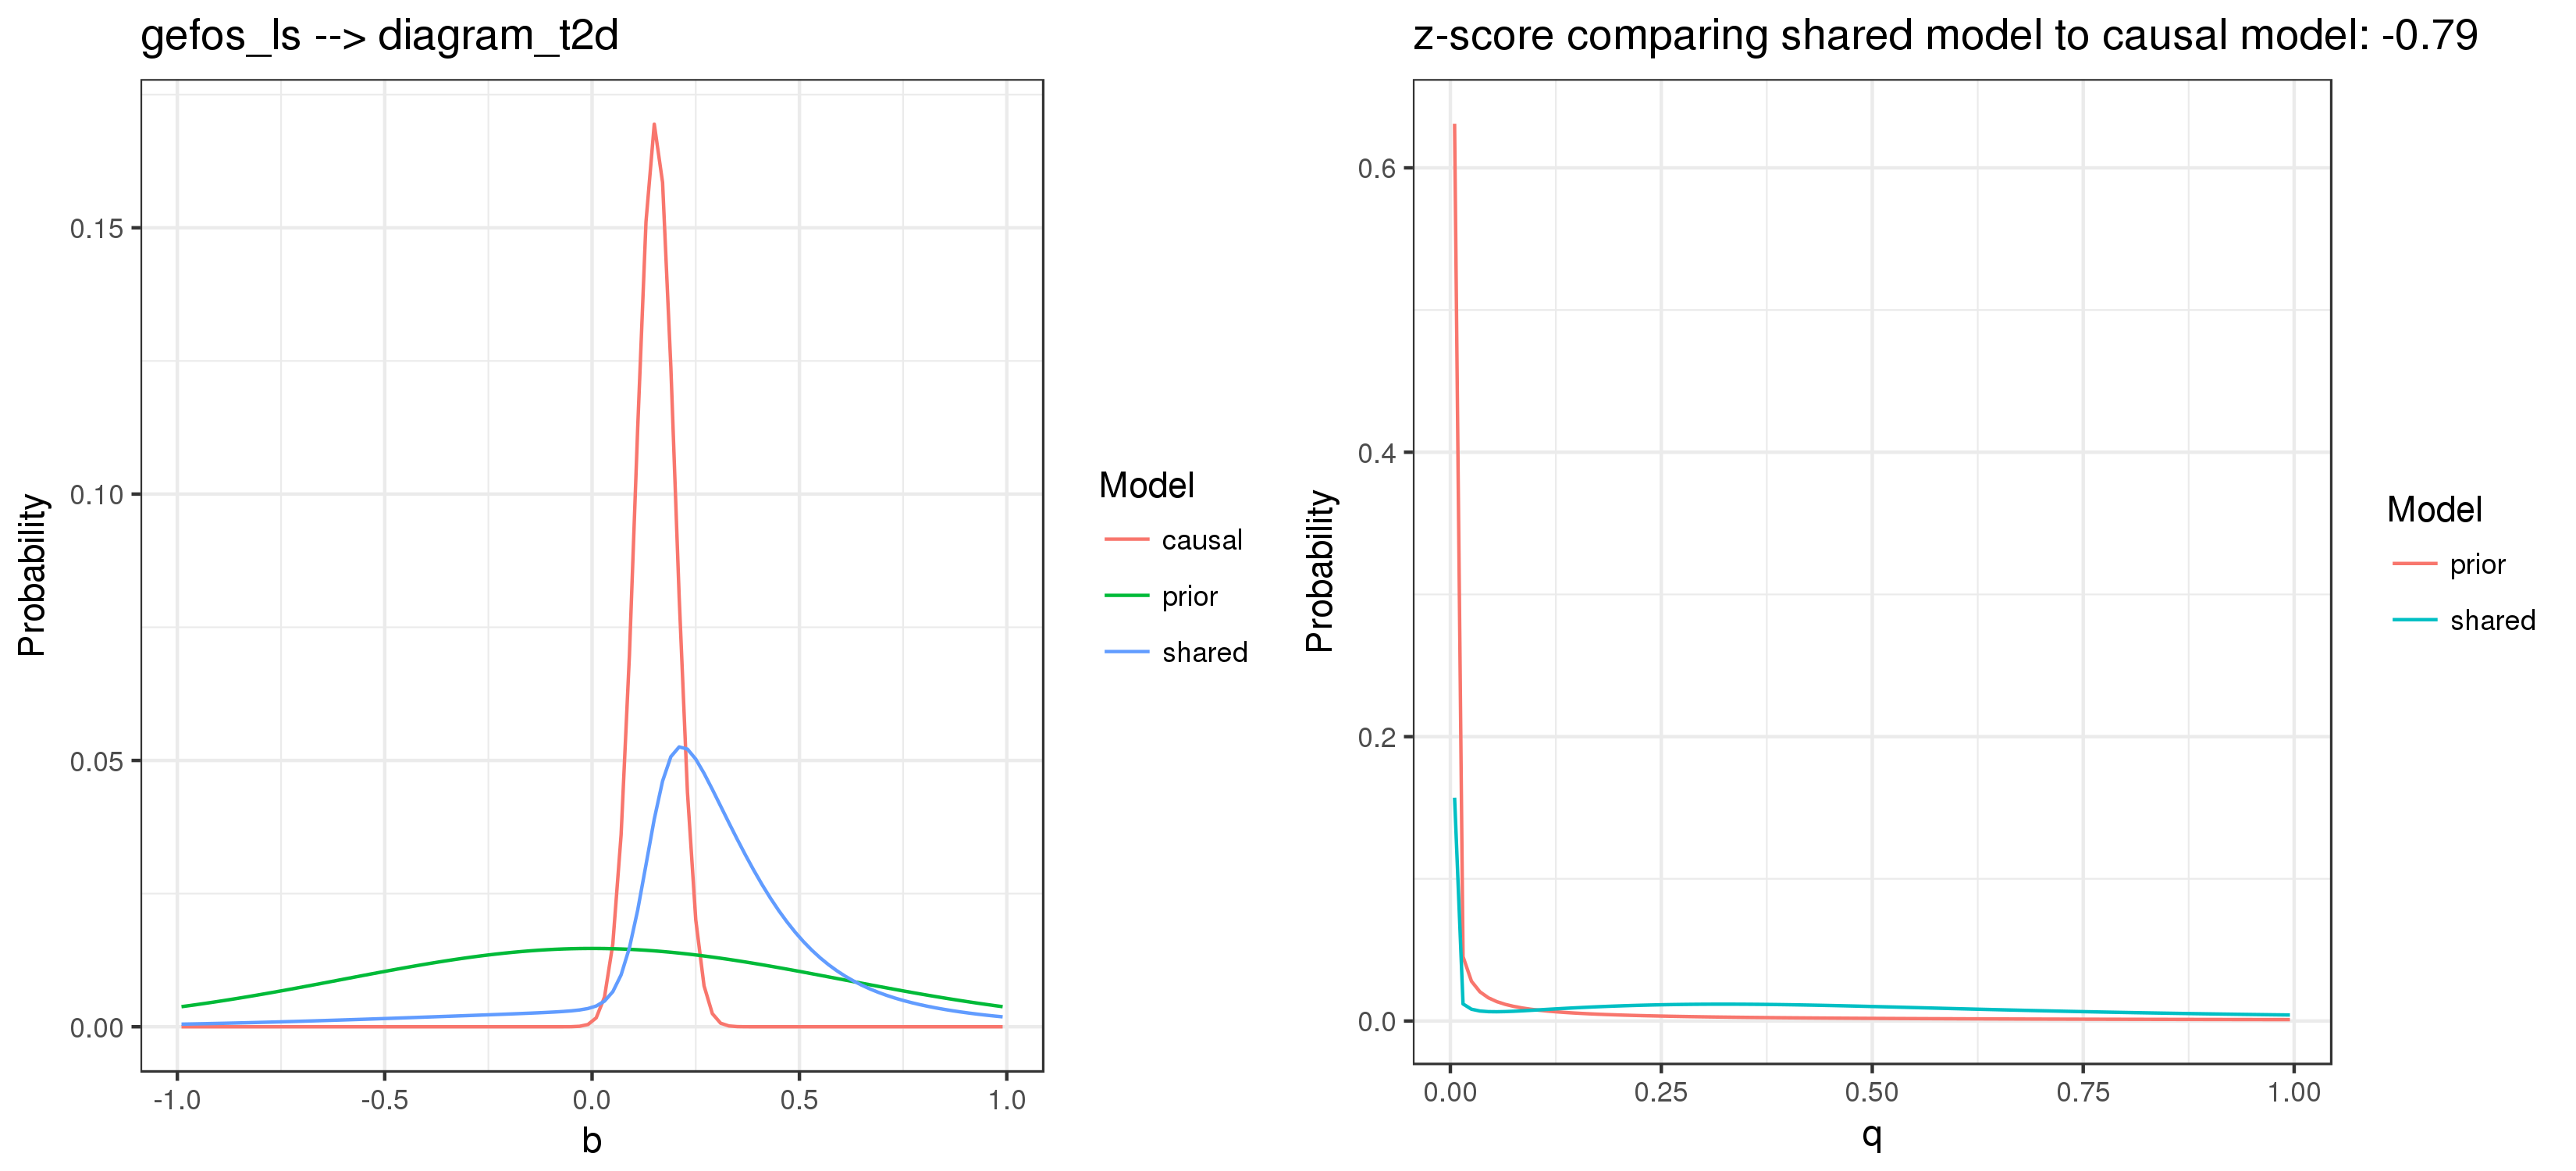 gefos_ls --> diagram_t2d
Probability
0.15
0.10
0.05
0.00
-1.0
-0.5
0.0
0.5
1.0
b
Model
causal
prior
shared
z-score comparing shared model to causal model: -0.79
Probability
0.6
0.4
0.2
0.0
0.00
0.25
0.50
0.75
1.00
q
Model
prior
shared